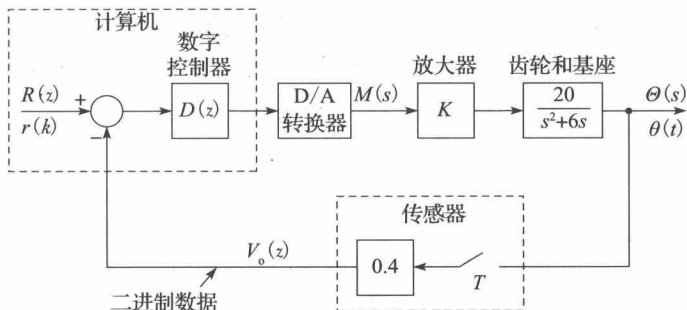 计算机
数字
控制器
放大器
齿轮和基座
R(z)
r(k)
+
−
D(z)
D/A
转换器
M(s)
K
20
s²+6s
Θ(s)
θ(t)
传感器
V₀(z)
0.4
T
二进制数据